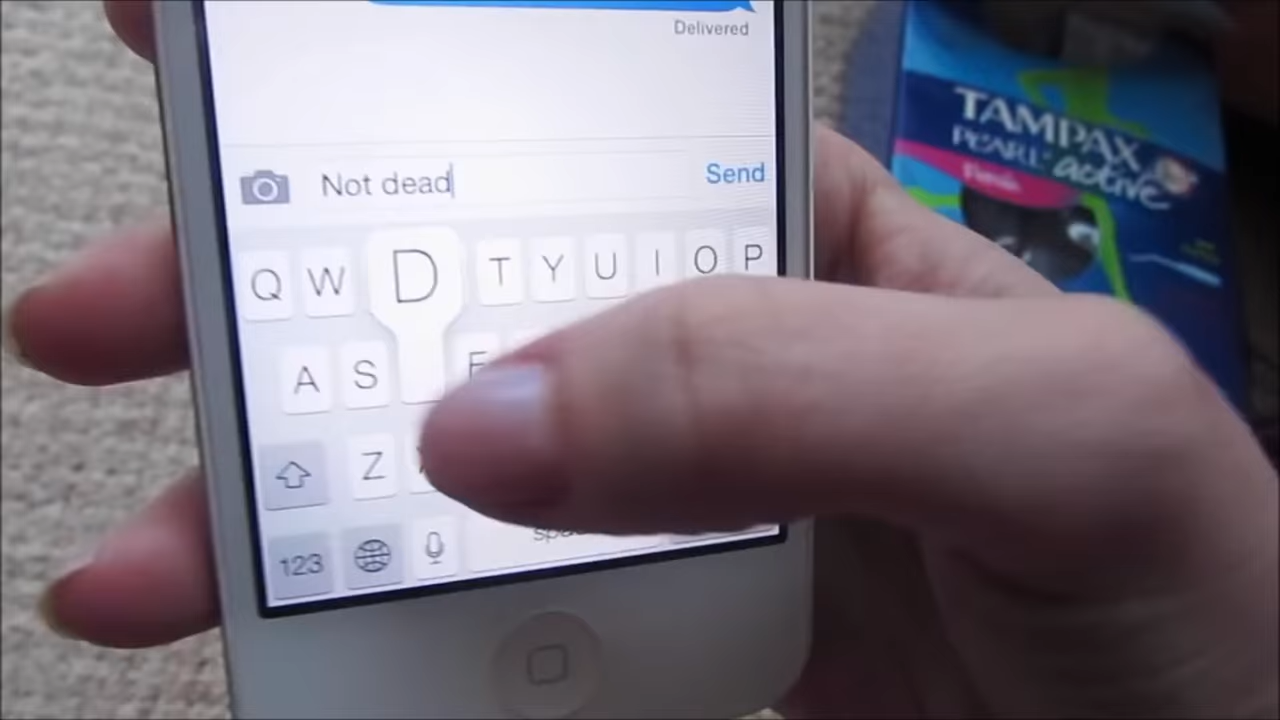 Delivered
Not dead
Send
Q W D T Y U I O P
A S F
Z
123
TAMPAX
PEARL active